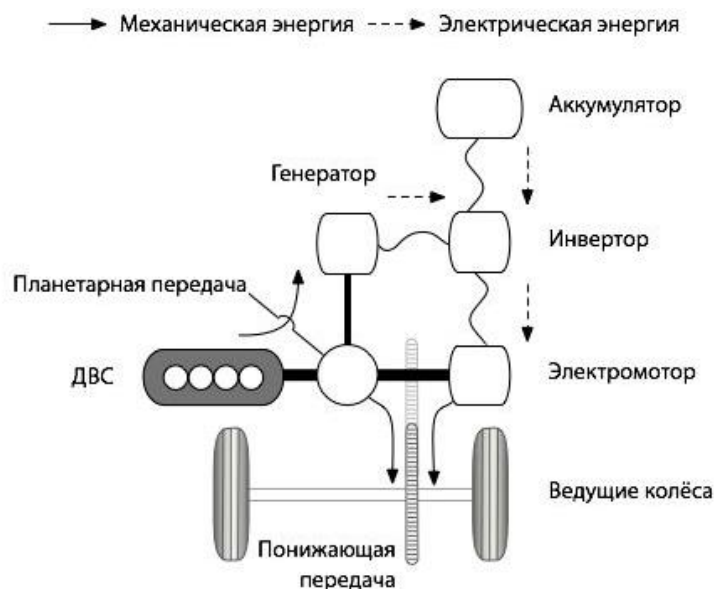 Механическая энергия
Электрическая энергия
Аккумулятор
Генератор
Инвертор
Планетарная передача
ДВС
Электромотор
Ведущие колёса
Понижающая
передача